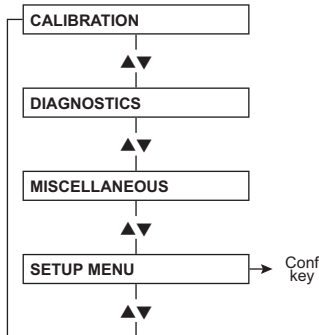 CALIBRATION
▲▼
DIAGNOSTICS
▲▼
MISCELLANEOUS
▲▼
SETUP MENU
Conf
key
▲▼